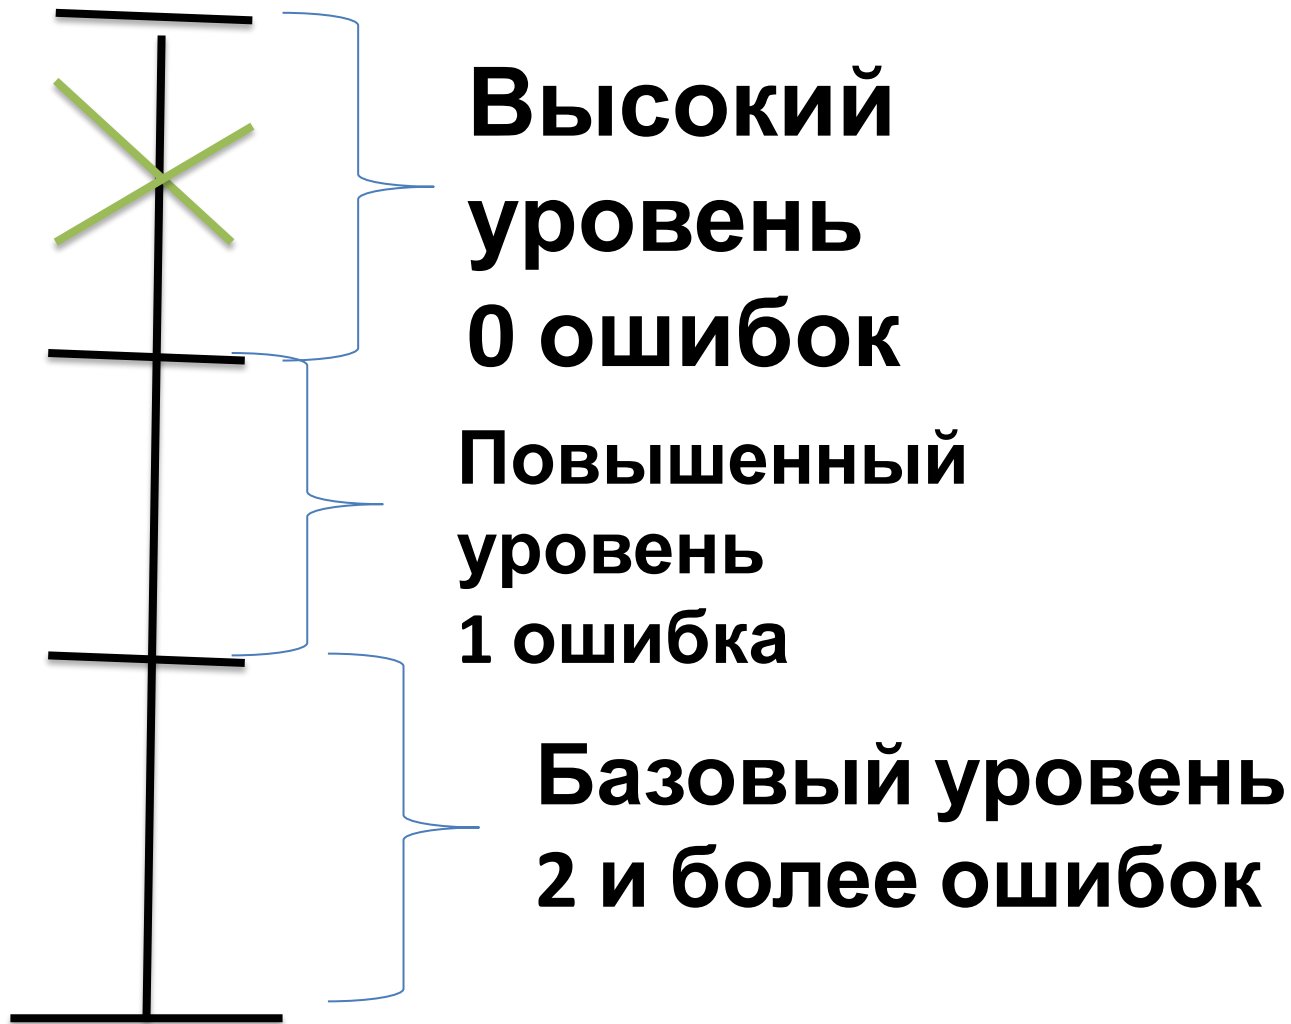 Высокий
уровень
0 ошибок
Повышенный
уровень
1 ошибка
Базовый уровень
2 и более ошибок